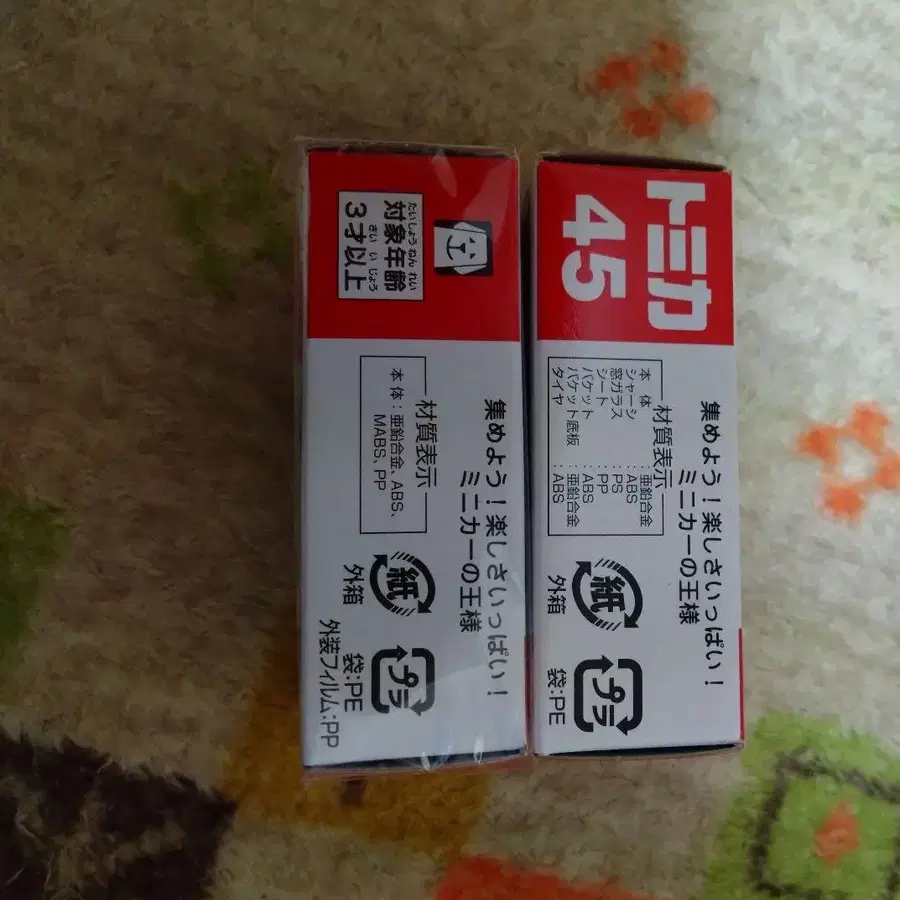 トミカ
45
集めよう！楽しさいっぱい！
ミニカーの王様
材質表示
本体：亜鉛合金
シャーシ：ABS
窓ガラス：PS
シート：PP
バケット：ABS
バケット底板：亜鉛合金
タイヤ：ABS
紙
外箱
プラ
袋:PE
たいしょうねんれい
対象年齢
さいいじょう
3才以上
集めよう！楽しさいっぱい！
ミニカーの王様
材質表示
本体：亜鉛合金、ABS、
MABS、PP
紙
外箱
プラ
袋:PE
外装フィルム:PP